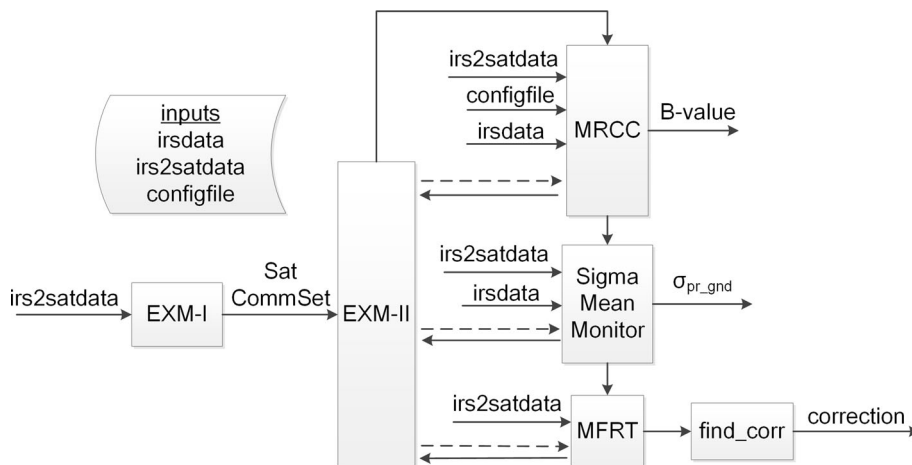 inputs
irsdata
irs2satdata
configfile
irs2satdata
EXM-I
Sat
CommSet
EXM-II
irs2satdata
configfile
irsdata
MRCC
B-value
irs2satdata
irsdata
Sigma
Mean
Monitor
σpr_gnd
irs2satdata
MFRT
find_corr
correction